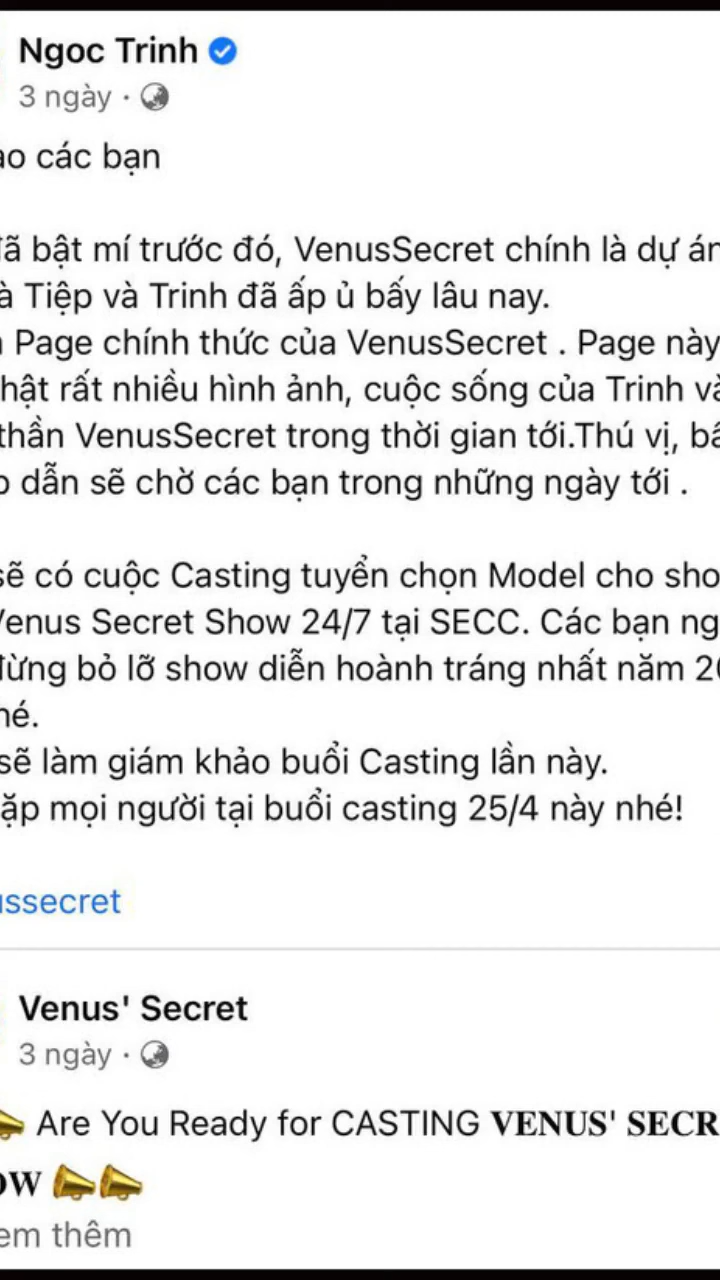 Ngoc Trinh
3 ngày ·
ao các bạn
đã bật mí trước đó, VenusSecret chính là dự án
à Tiệp và Trinh đã ấp ủ bấy lâu nay.
Page chính thức của VenusSecret . Page này
hật rất nhiều hình ảnh, cuộc sống của Trinh và
thần VenusSecret trong thời gian tới.Thú vị, bấ
p dẫn sẽ chờ các bạn trong những ngày tới .
sẽ có cuộc Casting tuyển chọn Model cho sho
Venus Secret Show 24/7 tại SECC. Các bạn ng
đừng bỏ lỡ show diễn hoành tráng nhất năm 20
hé.
sẽ làm giám khảo buổi Casting lần này.
ặp mọi người tại buổi casting 25/4 này nhé!
ussecret
Venus' Secret
3 ngày ·
Are You Ready for CASTING VENUS' SECR
OW
em thêm